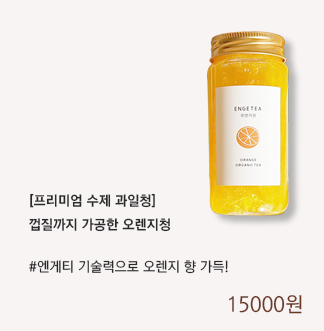 ENGETEA
ORANGE
ORGANIC TEA
[프리미엄 수제 과일청]
껍질까지 가공한 오렌지청
#엔게티 기술력으로 오렌지 향 가득!
15000원